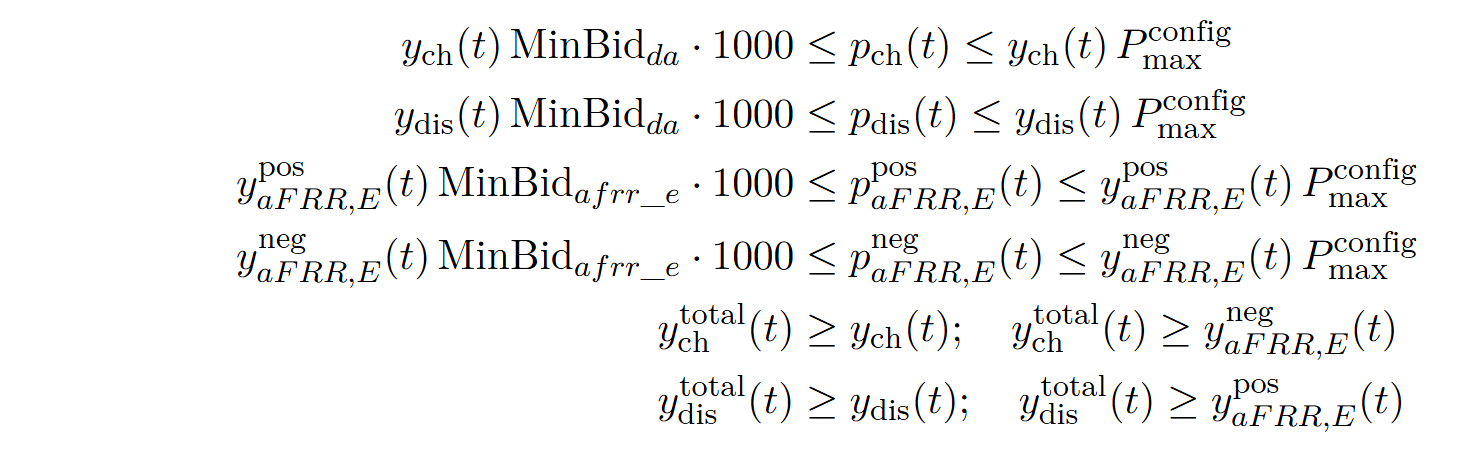 y_ch(t) MinBid_da · 1000 ≤ p_ch(t) ≤ y_ch(t) P_max^config
y_dis(t) MinBid_da · 1000 ≤ p_dis(t) ≤ y_dis(t) P_max^config
y_aFRR,E^pos(t) MinBid_afrr_e · 1000 ≤ p_aFRR,E^pos(t) ≤ y_aFRR,E^pos(t) P_max^config
y_aFRR,E^neg(t) MinBid_afrr_e · 1000 ≤ p_aFRR,E^neg(t) ≤ y_aFRR,E^neg(t) P_max^config
y_ch^total(t) ≥ y_ch(t); y_ch^total(t) ≥ y_aFRR,E^neg(t)
y_dis^total(t) ≥ y_dis(t); y_dis^total(t) ≥ y_aFRR,E^pos(t)